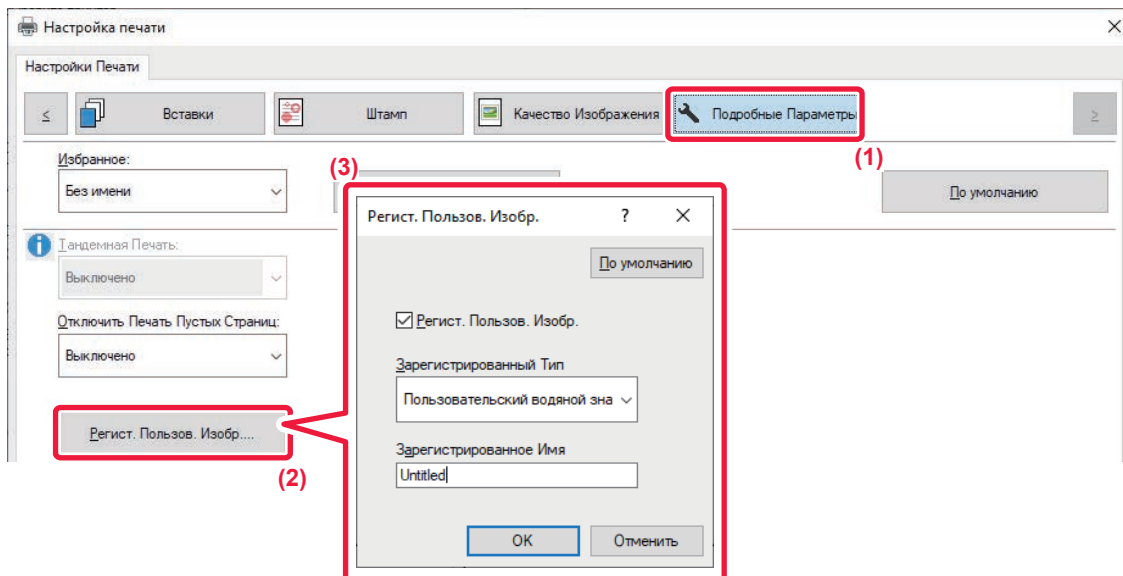 Настройка печати
Настройки Печати
≤ Вставки Штамп Качество Изображения Подробные Параметры ≥
(1)
Избранное:
Без имени
По умолчанию
(3)
Тандемная Печать:
Выключено
Отключить Печать Пустых Страниц:
Выключено
Регист. Пользов. Изобр....
(2)
Регист. Пользов. Изобр. ?
По умолчанию
Регист. Пользов. Изобр.
Зарегистрированный Тип
Пользовательский водяной зна
Зарегистрированное Имя
Untitled
OK Отменить